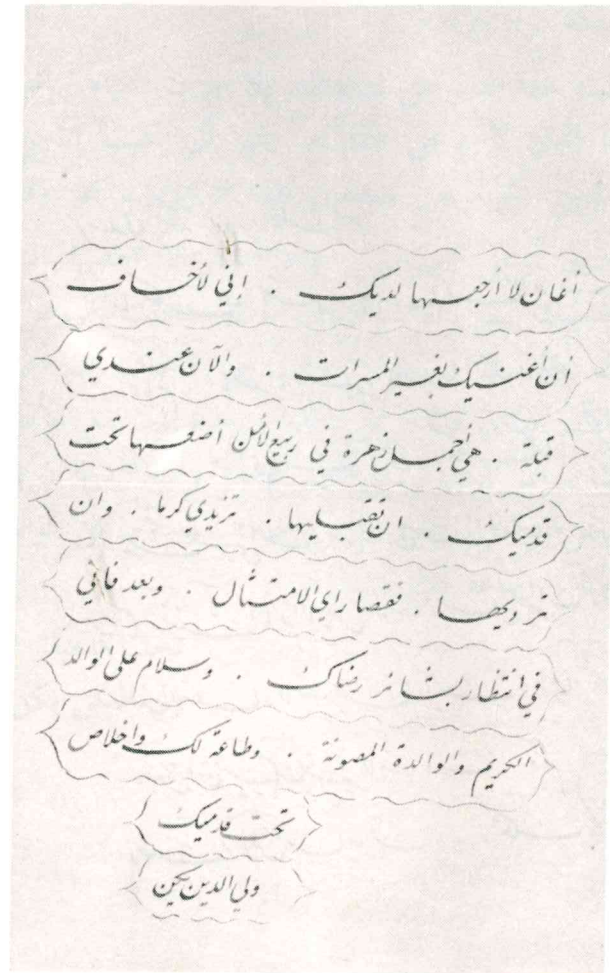 أغان لا أرجعها لديك . إني لأخاف
أن أغنيك بغير المسرات . والآن عندي
قبلة . هي أجمل زهرة في ربيع الأمل أضعها تحت
قدميك . ان تقبليها . تزيدي كرما . وان
ترديها . فقصاراي الامتثال . وبعد فاني
في انتظار بشائر رضاك . وسلام على الوالد
الكريم والوالدة المصونة . وطاعة لك واخلاص
تحت قدميك
ولي الدين يكن